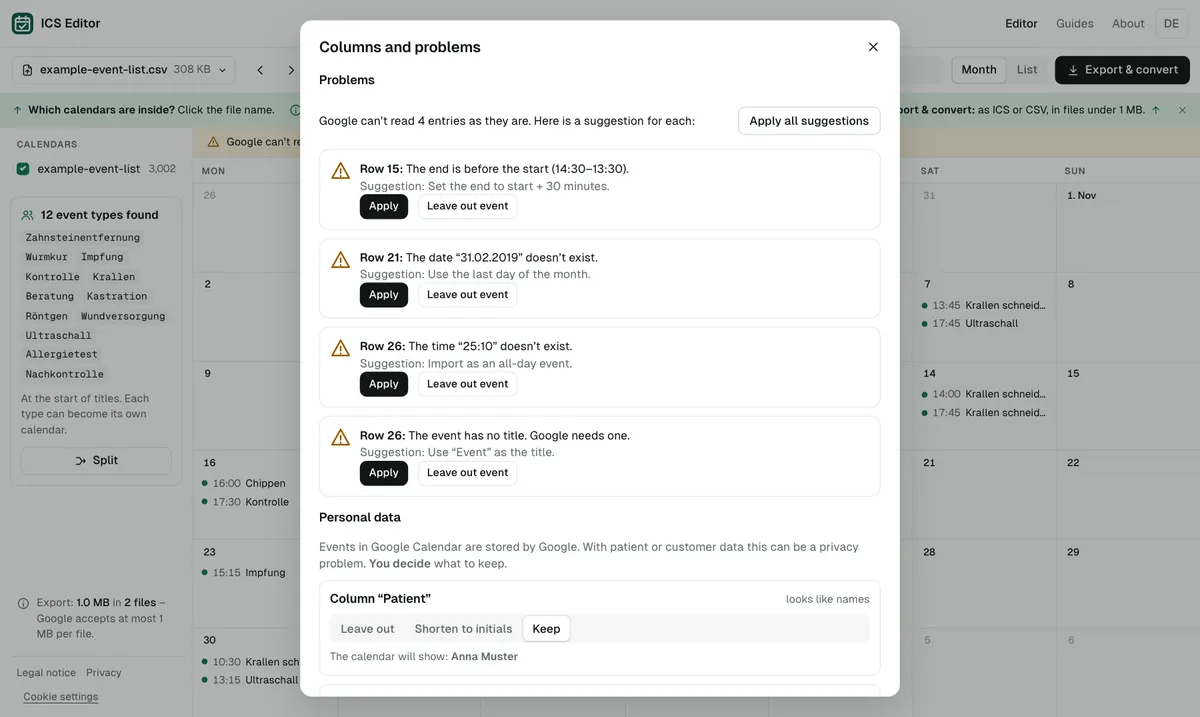 ICS Editor
Editor Guides About DE
example-event-list.csv 308 KB
Month List Export & convert
Which calendars are inside? Click the file name.
port & convert: as ICS or CSV, in files under 1 MB.
CALENDARS
example-event-list 3,002
12 event types found
Zahnsteinentfernung
Wurmkur Impfung
Kontrolle Krallen
Beratung Kastration
Röntgen Wundversorgung
Ultraschall
Allergietest
Nachkontrolle
At the start of titles. Each
type can become its own
calendar.
Split
Export: 1.0 MB in 2 files –
Google accepts at most 1
MB per file.
Legal notice Privacy
Cookie settings
Google can't re
MON
26
2
9
16
16:00 Chippen
17:30 Kontrolle
23
15:15 Impfung
30
10:30 Krallen sch
13:15 Ultraschall
Columns and problems
Problems
Google can't read 4 entries as they are. Here is a suggestion for each:
Apply all suggestions
Row 15: The end is before the start (14:30–13:30).
Suggestion: Set the end to start + 30 minutes.
Apply Leave out event
Row 21: The date “31.02.2019” doesn't exist.
Suggestion: Use the last day of the month.
Apply Leave out event
Row 26: The time “25:10” doesn't exist.
Suggestion: Import as an all-day event.
Apply Leave out event
Row 26: The event has no title. Google needs one.
Suggestion: Use “Event” as the title.
Apply Leave out event
Personal data
Events in Google Calendar are stored by Google. With patient or customer data this can be a privacy
problem. You decide what to keep.
Column “Patient”
looks like names
Leave out Shorten to initials Keep
The calendar will show: Anna Muster
SAT SUN
31 1. Nov
7 8
13:45 Krallen schneid…
17:45 Ultraschall
14 15
14:00 Krallen schneid…
17:45 Krallen schneid…
21 22
28 29
5 6